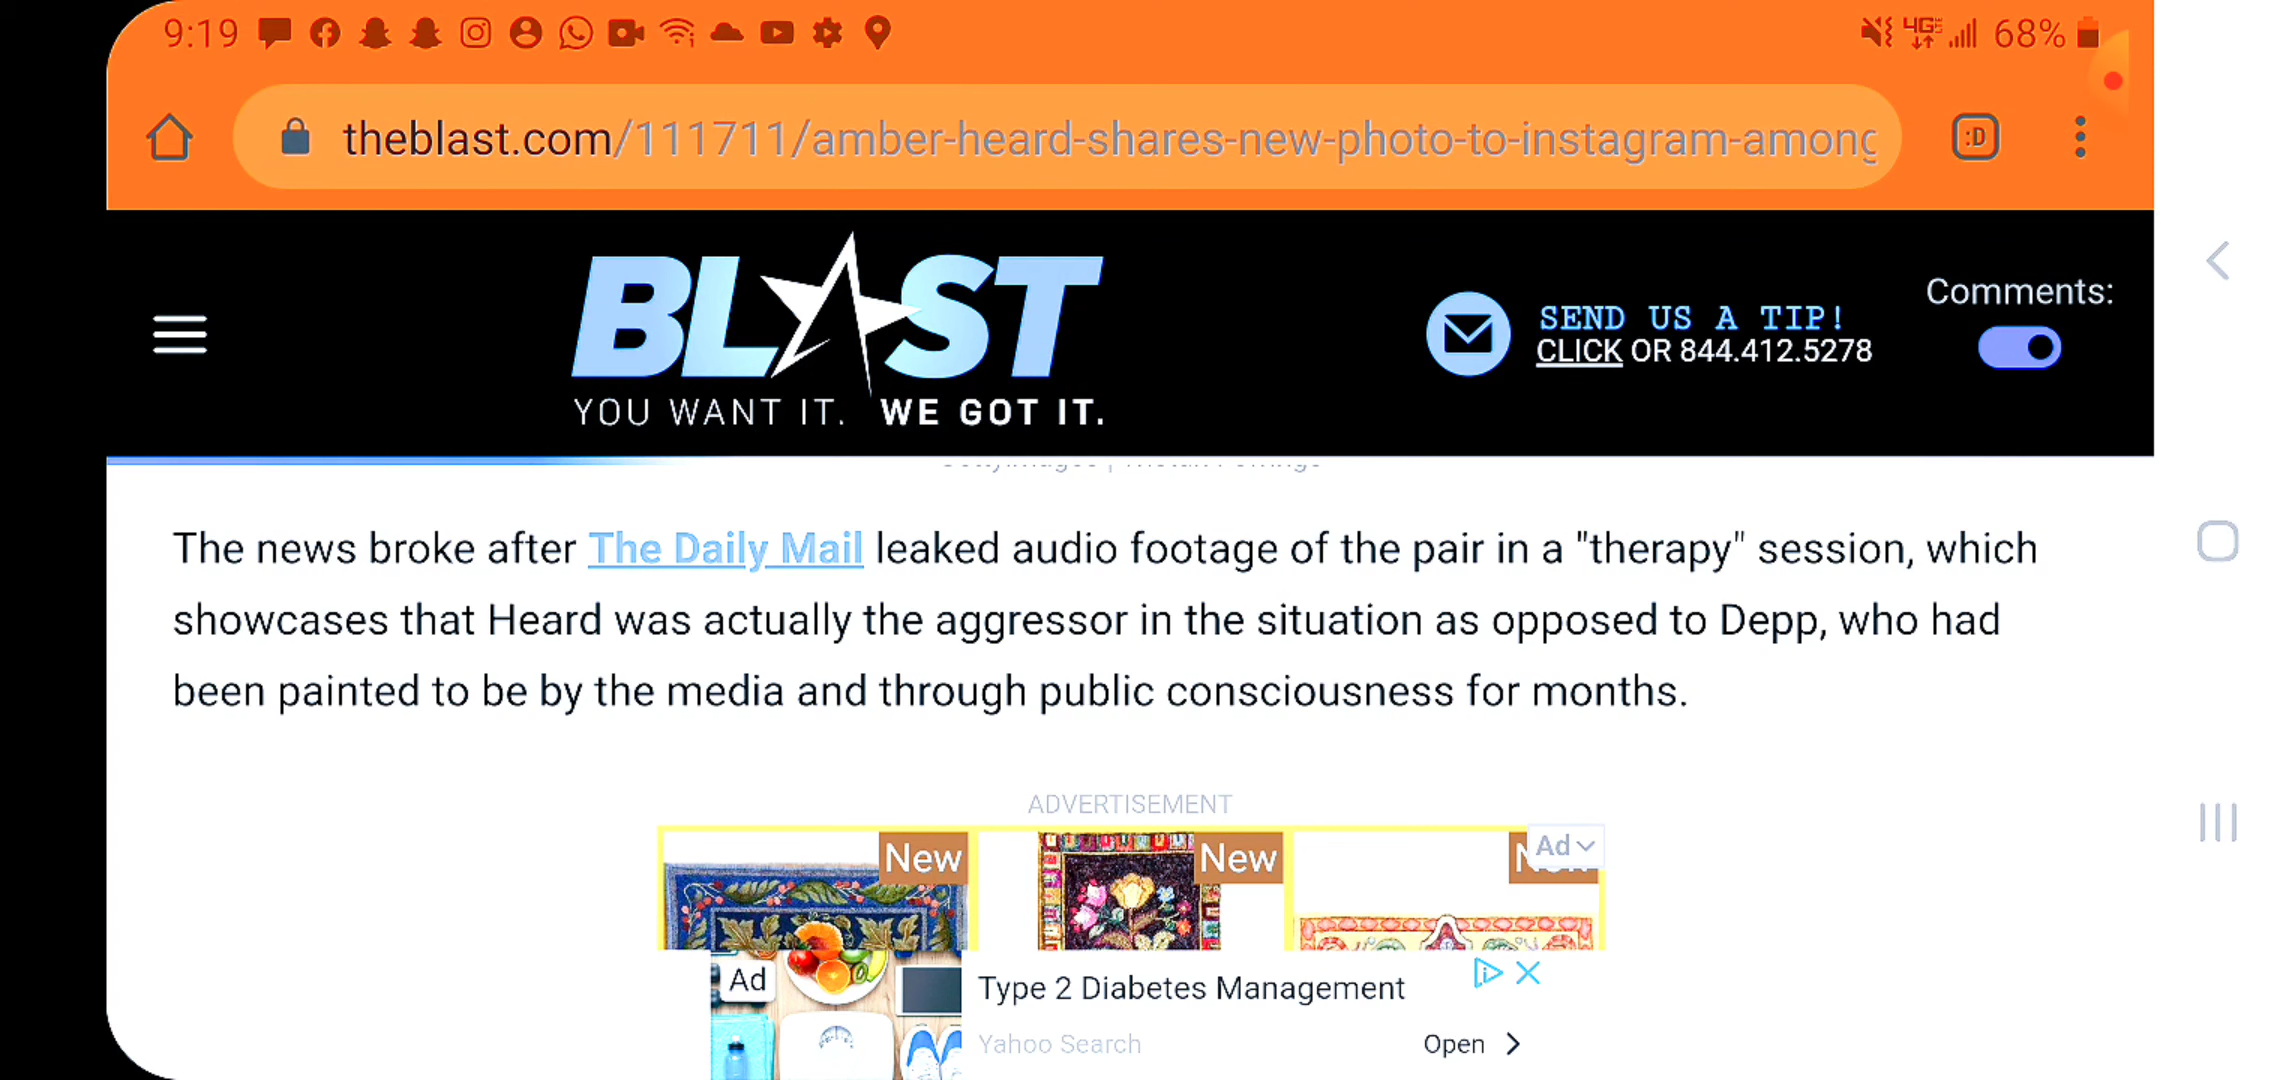 9:19
4G LTE 68%
theblast.com/111711/amber-heard-shares-new-photo-to-instagram-among
:D
BLAST
YOU WANT IT. WE GOT IT.
SEND US A TIP!
CLICK OR 844.412.5278
Comments:
The news broke after The Daily Mail leaked audio footage of the pair in a "therapy" session, which
showcases that Heard was actually the aggressor in the situation as opposed to Depp, who had
been painted to be by the media and through public consciousness for months.
ADVERTISEMENT
New
New
Ad
Ad
Type 2 Diabetes Management
Yahoo Search
Open